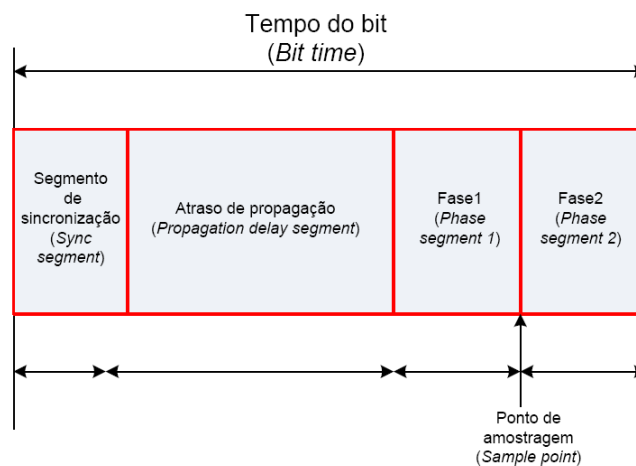 Tempo do bit
(Bit time)
Segmento
de
sincronização
(Sync
segment)
Atraso de propagação
(Propagation delay segment)
Fase1
(Phase
segment 1)
Fase2
(Phase
segment 2)
Ponto de
amostragem
(Sample point)